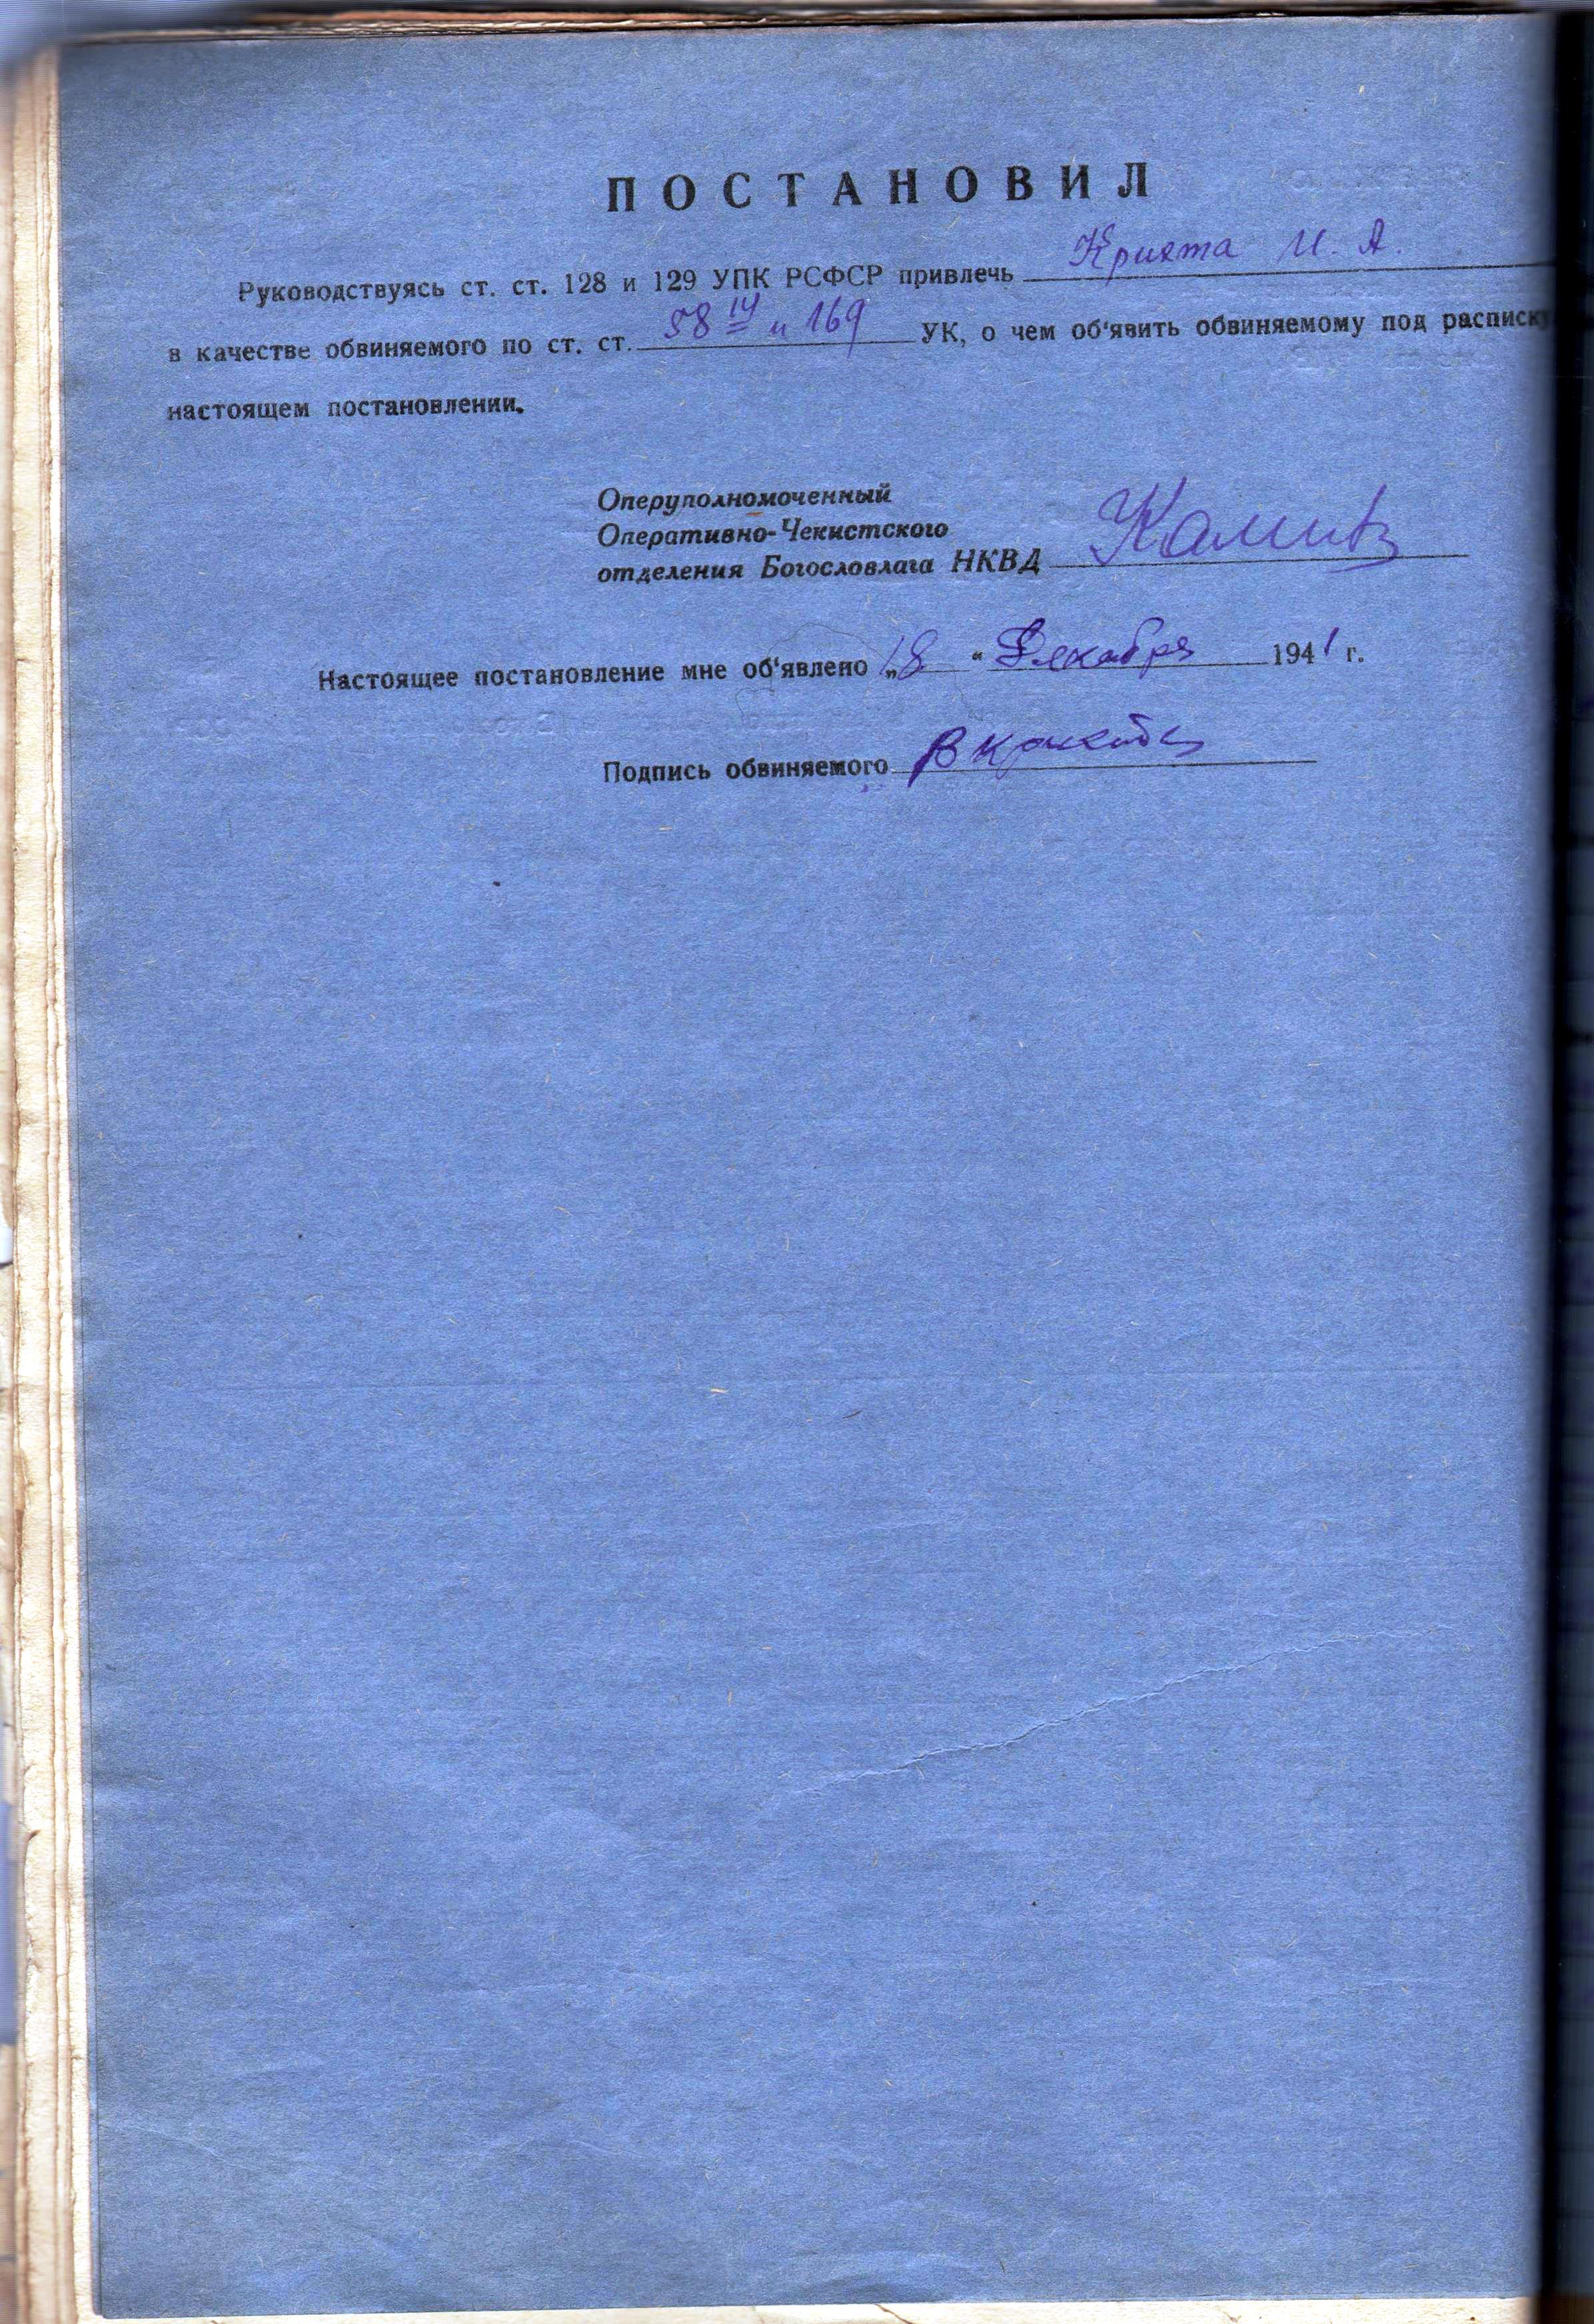 ПОСТАНОВИЛ
Руководствуясь ст. ст. 128 и 129 УПК РСФСР привлечь И. А.
в качестве обвиняемого по ст. ст. 58 14 и 169 УК, о чем об‘явить обвиняемому под расписку
настоящем постановлении.
Оперуполномоченный
Оперативно-Чекистского
отделения Богословлага НКВД
Настоящее постановление мне об‘явлено „18 “ Декабря 1941 г.
Подпись обвиняемого